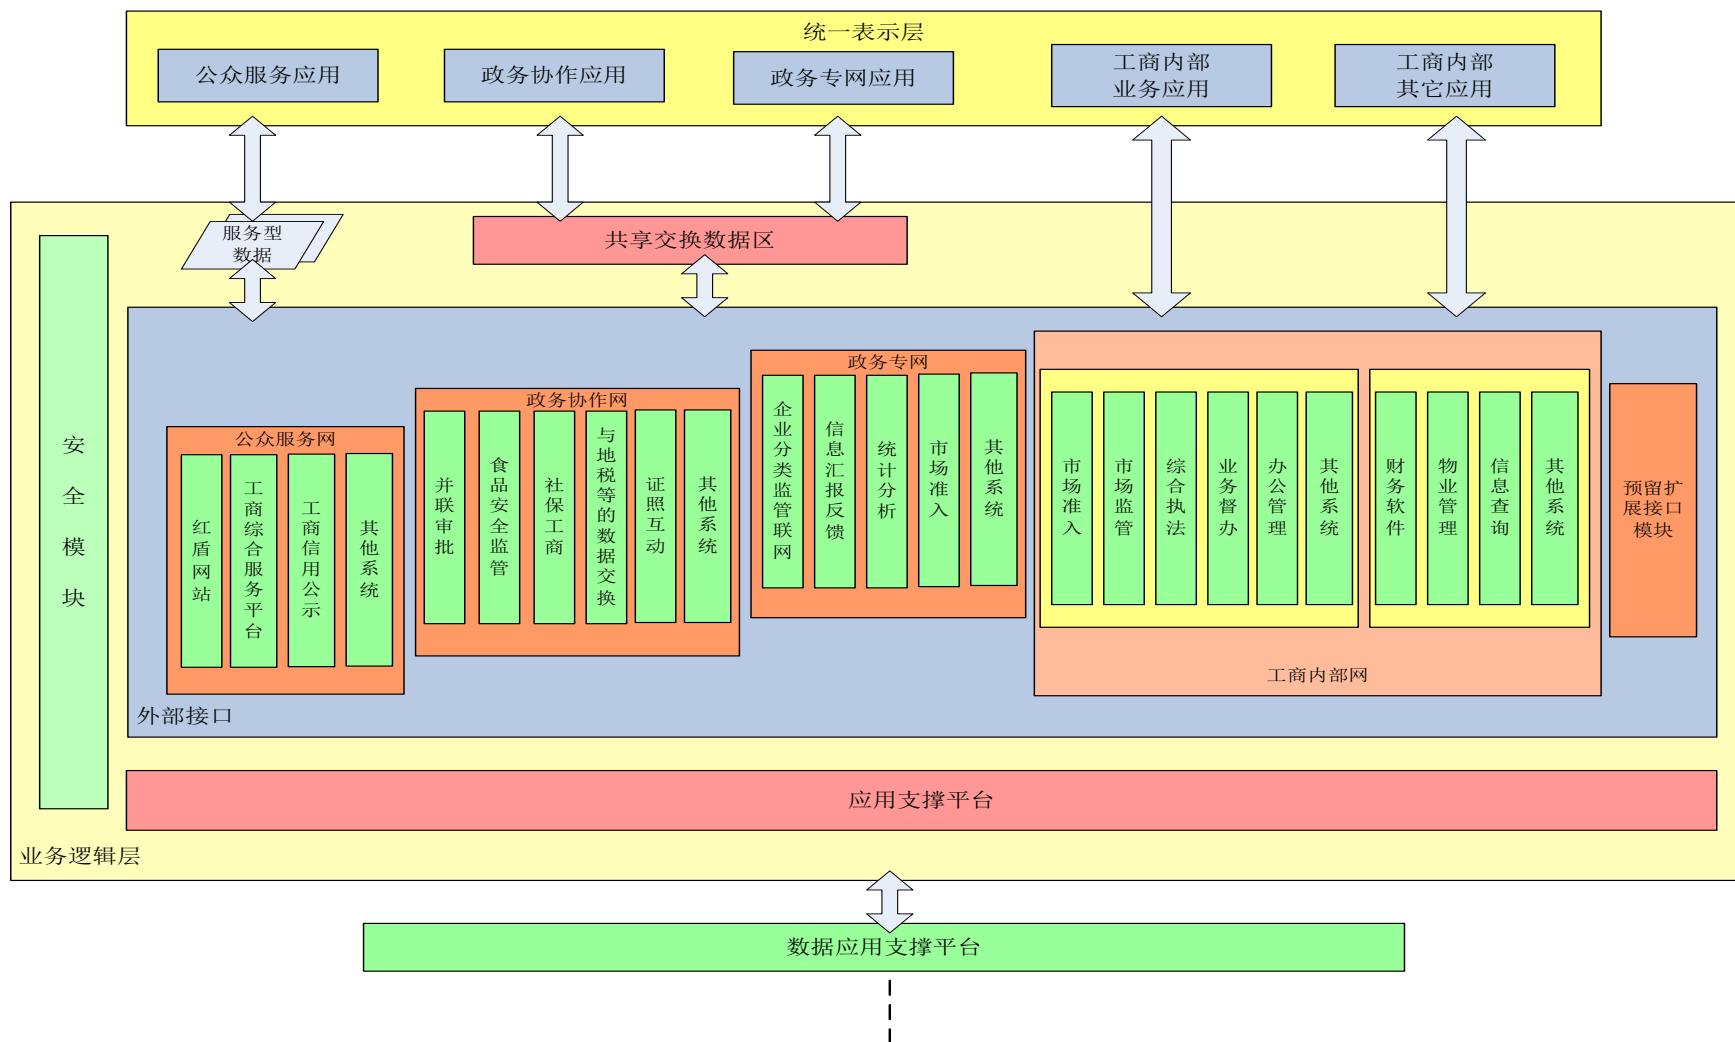 统一表示层
公众服务应用
政务协作应用
政务专网应用
工商内部
业务应用
工商内部
其它应用
服务型
数据
共享交换数据区
安全模块
公众服务网
红盾网站
工商综合服务平台
工商信用公示
其他系统
政务协作网
并联审批
食品安全监管
社保工商
与地税等的数据交换
证照互动
其他系统
政务专网
企业分类监管联网
信息汇报反馈
统计分析
市场准入
其他系统
市场准入
市场监管
综合执法
业务督办
办公管理
其他系统
财务软件
物业管理
信息查询
其他系统
工商内部网
预留扩
展接口
模块
外部接口
应用支撑平台
业务逻辑层
数据应用支撑平台